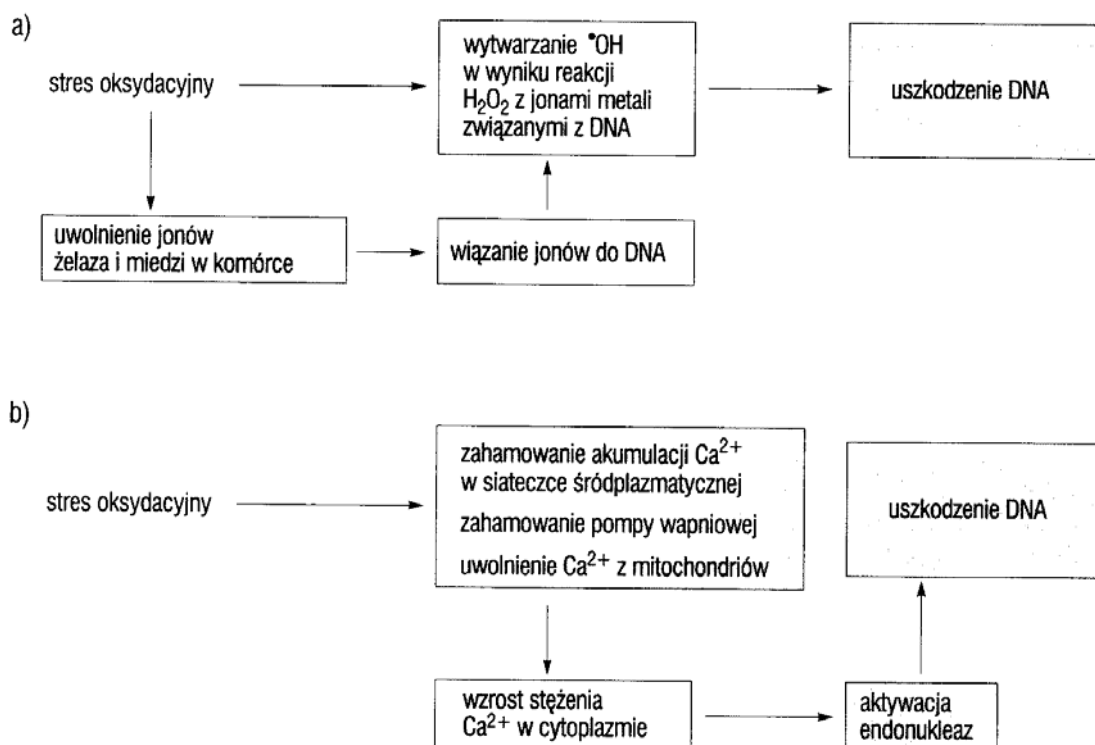 a)
stres oksydacyjny
wytwarzanie •OH
w wyniku reakcji
H₂O₂ z jonami metali
związanymi z DNA
uszkodzenie DNA
uwolnienie jonów
żelaza i miedzi w komórce
wiązanie jonów do DNA
b)
stres oksydacyjny
zahamowanie akumulacji Ca²⁺
w siateczce śródplazmatycznej
zahamowanie pompy wapniowej
uwolnienie Ca²⁺ z mitochondriów
uszkodzenie DNA
wzrost stężenia
Ca²⁺ w cytoplazmie
aktywacja
endonukleaz